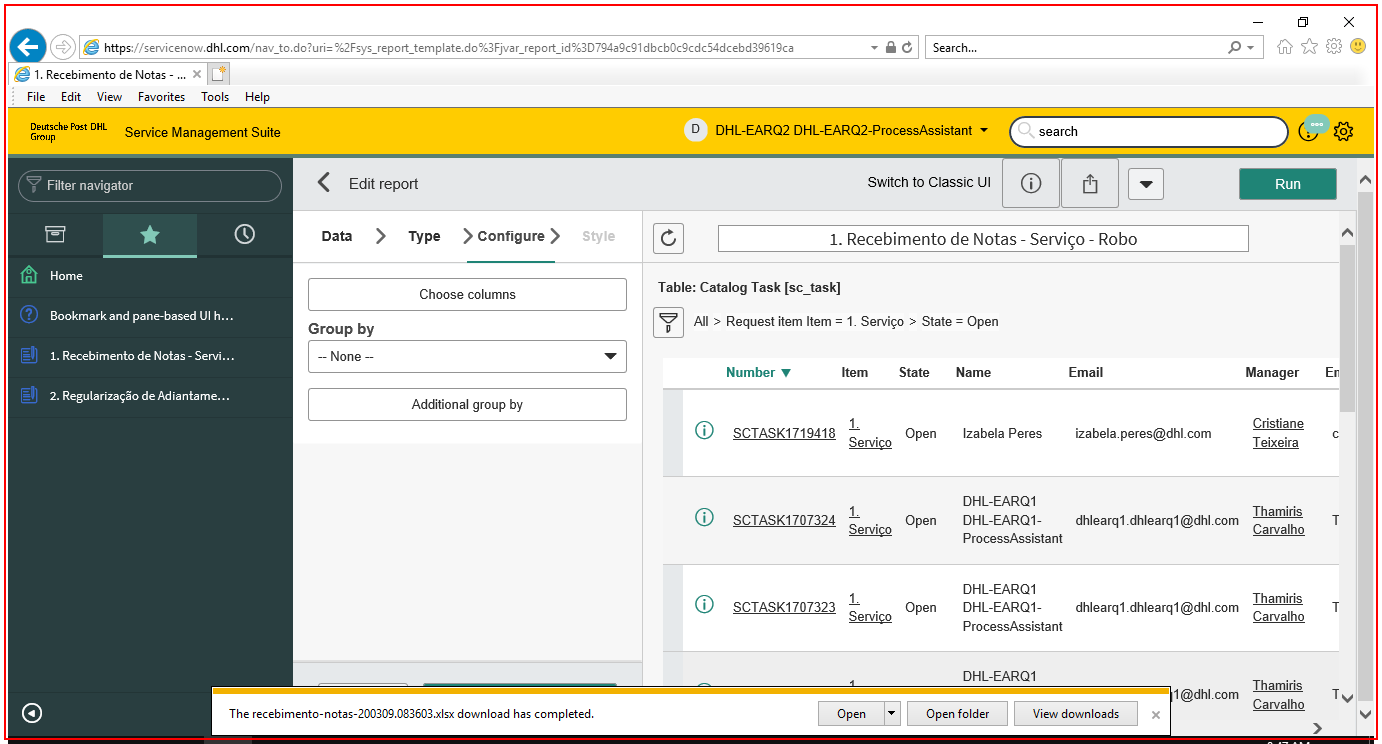 https://servicenow.dhl.com/nav_to.do?uri=%2Fsys_report_template.do%3Fjvar_report_id%3D794a9c91dbcb0c9cdc54dcebd39619ca
Search...
1. Recebimento de Notas - ...
File Edit View Favorites Tools Help
Deutsche Post DHL
Group
Service Management Suite
D
DHL-EARQ2 DHL-EARQ2-ProcessAssistant
search
Filter navigator
Edit report
Switch to Classic UI
Run
Home
Bookmark and pane-based UI h...
1. Recebimento de Notas - Servi...
2. Regularização de Adiantame...
Data Type Configure Style
Choose columns
Group by
-- None --
Additional group by
1. Recebimento de Notas - Serviço - Robo
Table: Catalog Task [sc_task]
All > Request item Item = 1. Serviço > State = Open
Number Item State Name Email Manager
SCTASK1719418 1. Serviço Open Izabela Peres izabela.peres@dhl.com Cristiane Teixeira
SCTASK1707324 1. Serviço Open DHL-EARQ1 DHL-EARQ1-ProcessAssistant dhlearq1.dhlearq1@dhl.com Thamiris Carvalho
SCTASK1707323 1. Serviço Open DHL-EARQ1 DHL-EARQ1-ProcessAssistant dhlearq1.dhlearq1@dhl.com Thamiris Carvalho
1. DHL-EARQ1 Thamiris Carvalho
The recebimento-notas-200309.083603.xlsx download has completed.
Open Open folder View downloads